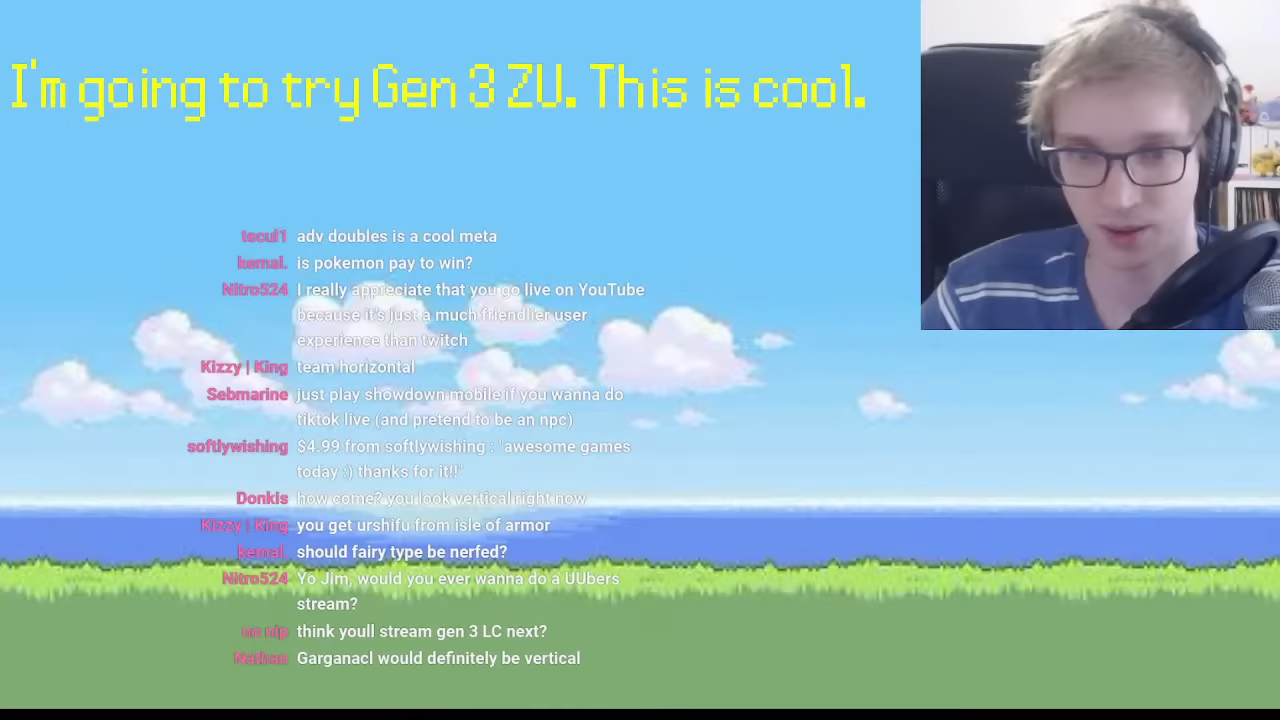 I'm going to try Gen 3 ZU. This is cool.
tecul1 adv doubles is a cool meta
kemal. is pokemon pay to win?
Nitro524 I really appreciate that you go live on YouTube
because it's just a much friendlier user
experience than twitch
Kizzy | King team horizontal
Sebmarine just play showdown mobile if you wanna do
tiktok live (and pretend to be an npc)
softlywishing $4.99 from softlywishing : "awesome games
today :) thanks for it!!"
Donkis how come? you look vertical right now
Kizzy | King you get urshifu from isle of armor
kemal. should fairy type be nerfed?
Nitro524 Yo Jim, would you ever wanna do a UUbers
stream?
no nip think youll stream gen 3 LC next?
Nathan Garganacl would definitely be vertical